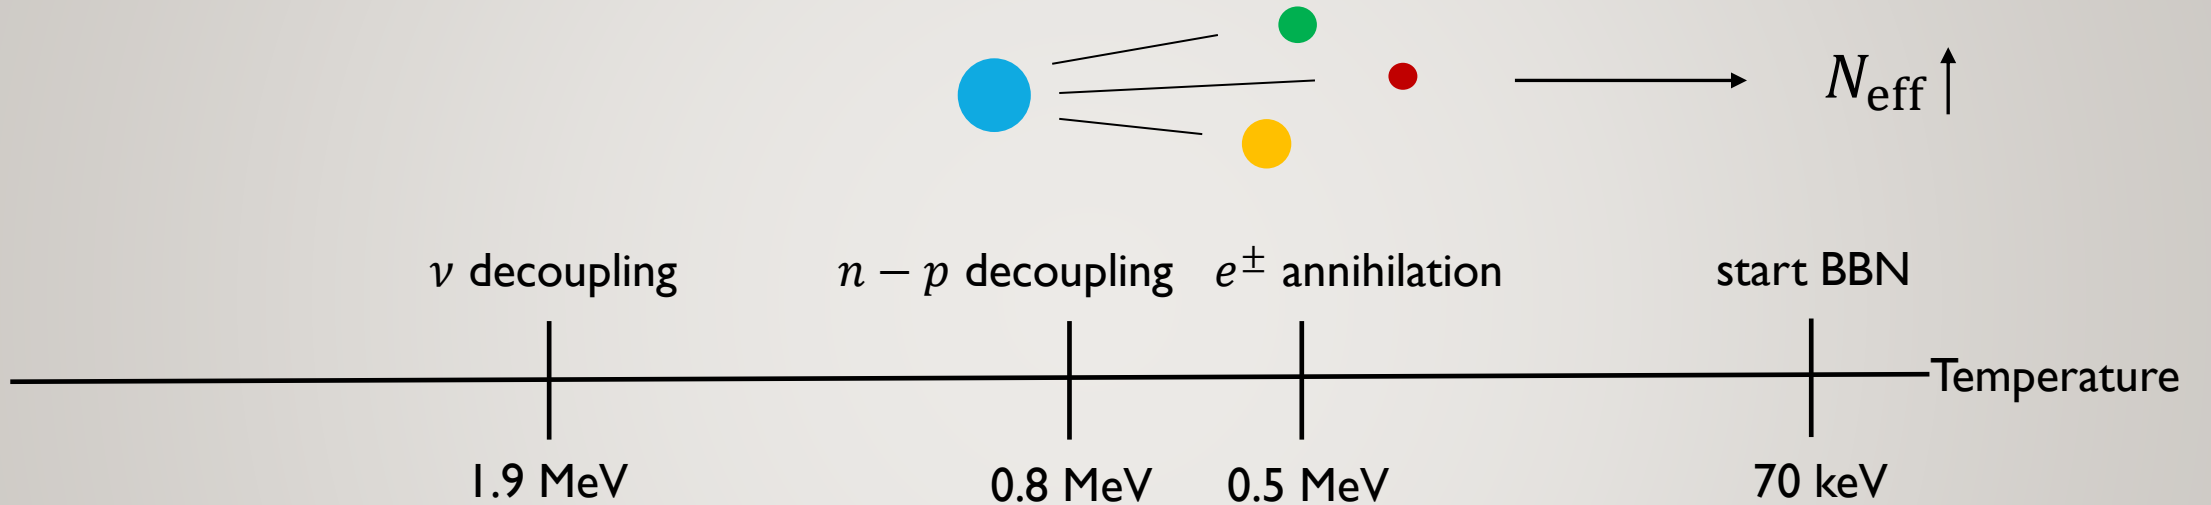 N_eff ↑
ν decoupling
n − p decoupling
e^± annihilation
start BBN
Temperature
1.9 MeV
0.8 MeV
0.5 MeV
70 keV